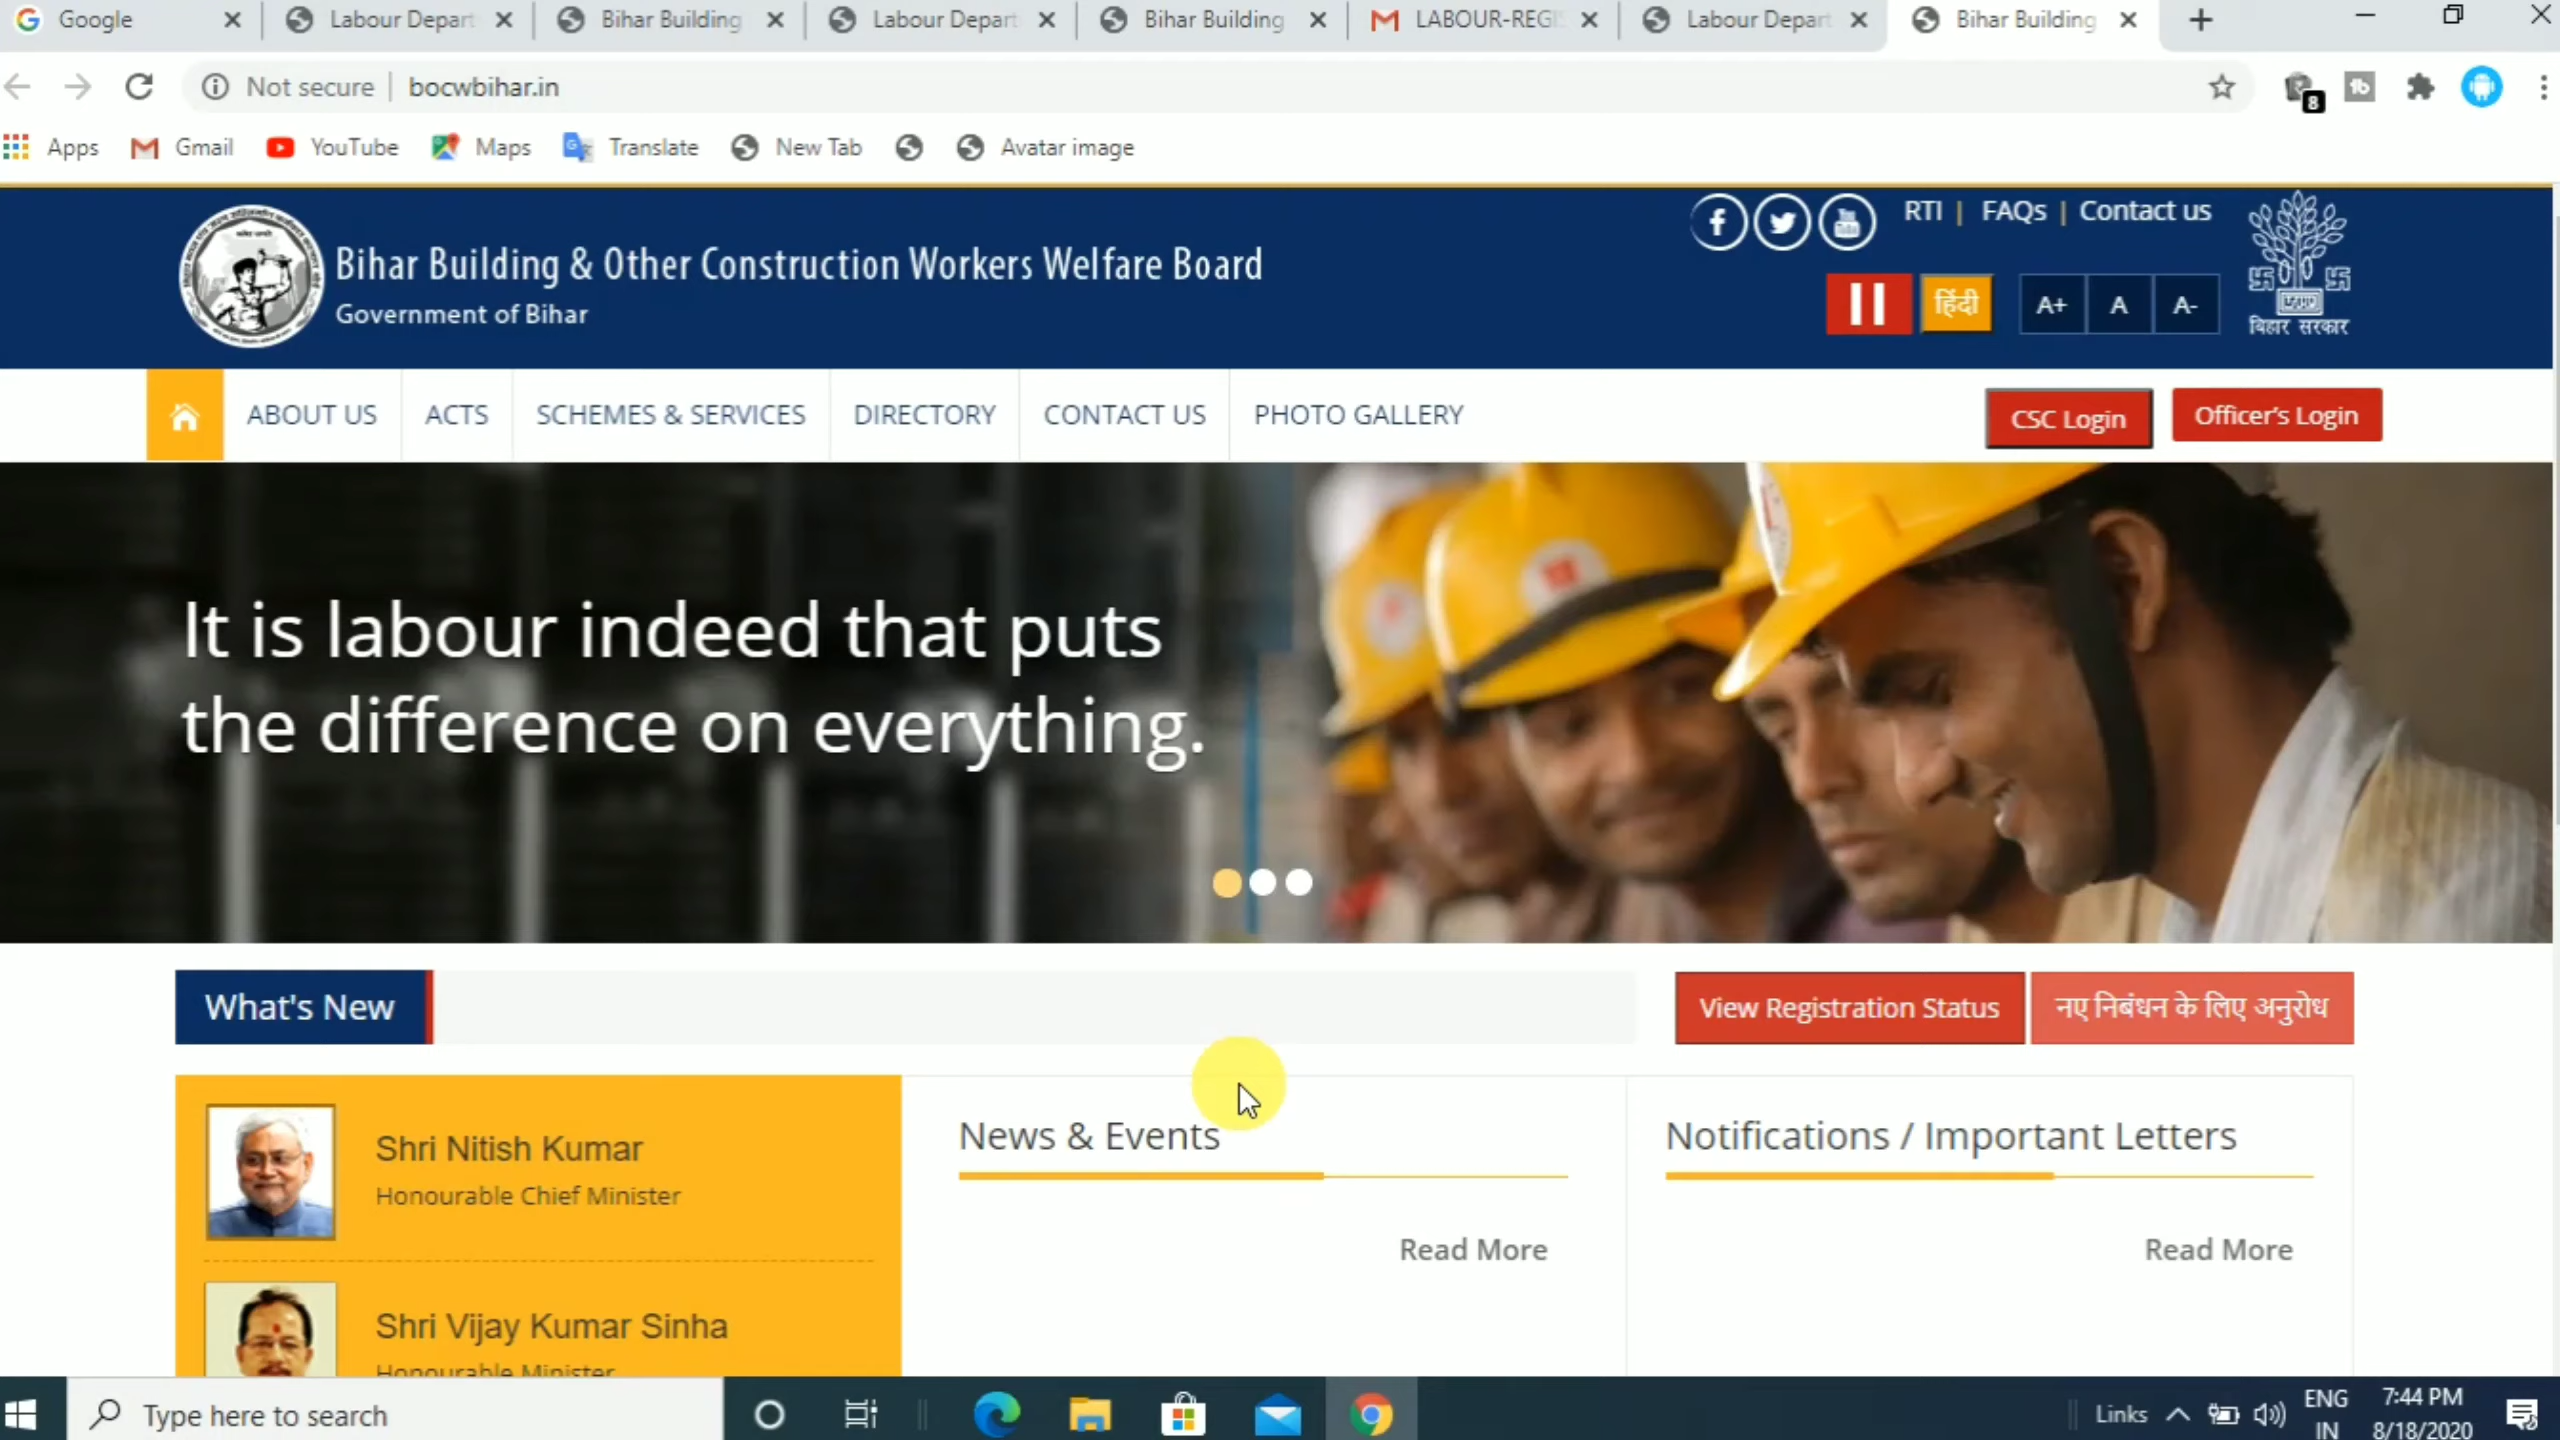 Google
Labour Depart
Bihar Building
Labour Depart
Bihar Building
LABOUR-REGI
Labour Depart
Bihar Building
Not secure
bocwbihar.in
8
Apps
Gmail
YouTube
Maps
Translate
New Tab
Avatar image
Bihar Building & Other Construction Workers Welfare Board
Government of Bihar
RTI | FAQs | Contact us
हिंदी
A+
A
A-
बिहार सरकार
ABOUT US
ACTS
SCHEMES & SERVICES
DIRECTORY
CONTACT US
PHOTO GALLERY
CSC Login
Officer's Login
It is labour indeed that puts
the difference on everything.
What's New
View Registration Status
नए निबंधन के लिए अनुरोध
Shri Nitish Kumar
Honourable Chief Minister
Shri Vijay Kumar Sinha
Honourable Minister
News & Events
Read More
Notifications / Important Letters
Read More
Type here to search
Links
ENG
IN
7:44 PM
8/18/2020